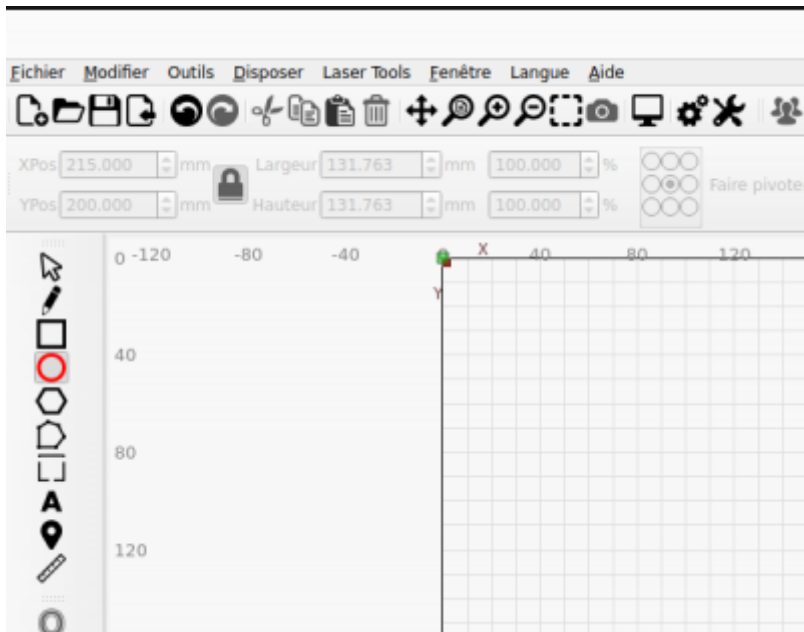 Fichier Modifier Outils Disposer Laser Tools Fenêtre Langue Aide
XPos 215.000 mm Largeur 131.763 mm 100.000 %
Faire pivote
YPos 200.000 mm Hauteur 131.763 mm 100.000 %
0 -120 -80 -40 0 X 40 80 120
Y
40
80
A
120